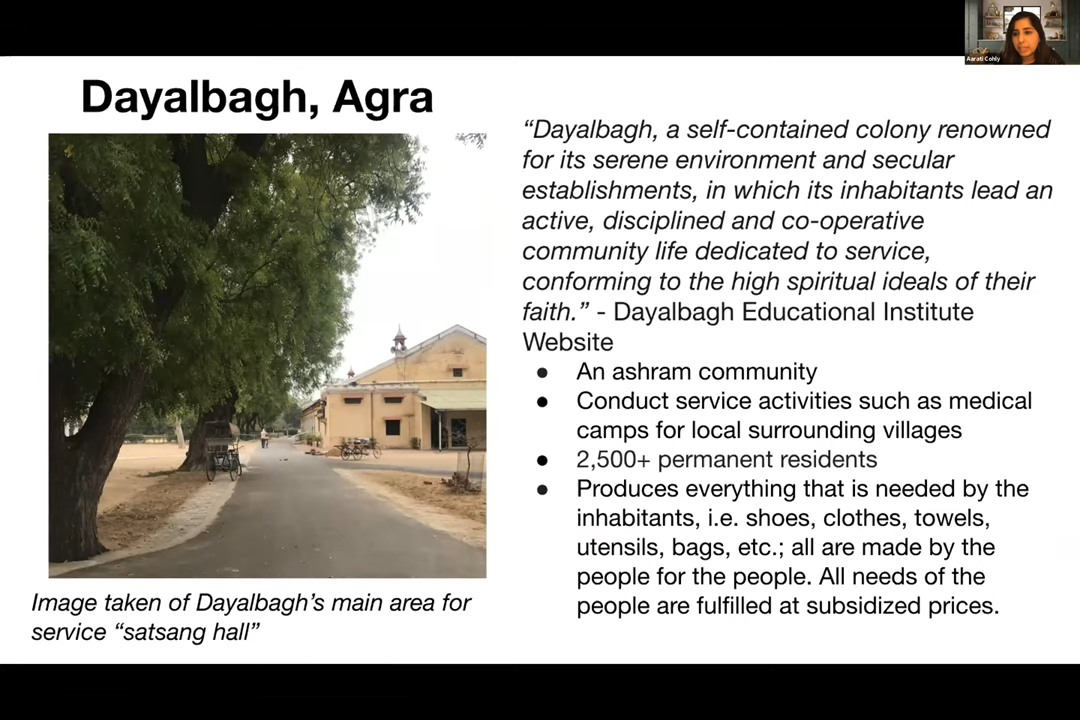 Aarati Cohly
Dayalbagh, Agra
“Dayalbagh, a self-contained colony renowned
for its serene environment and secular
establishments, in which its inhabitants lead an
active, disciplined and co-operative
community life dedicated to service,
conforming to the high spiritual ideals of their
faith.” - Dayalbagh Educational Institute
Website
● An ashram community
● Conduct service activities such as medical
camps for local surrounding villages
● 2,500+ permanent residents
● Produces everything that is needed by the
inhabitants, i.e. shoes, clothes, towels,
utensils, bags, etc.; all are made by the
people for the people. All needs of the
people are fulfilled at subsidized prices.
Image taken of Dayalbagh’s main area for
service “satsang hall”